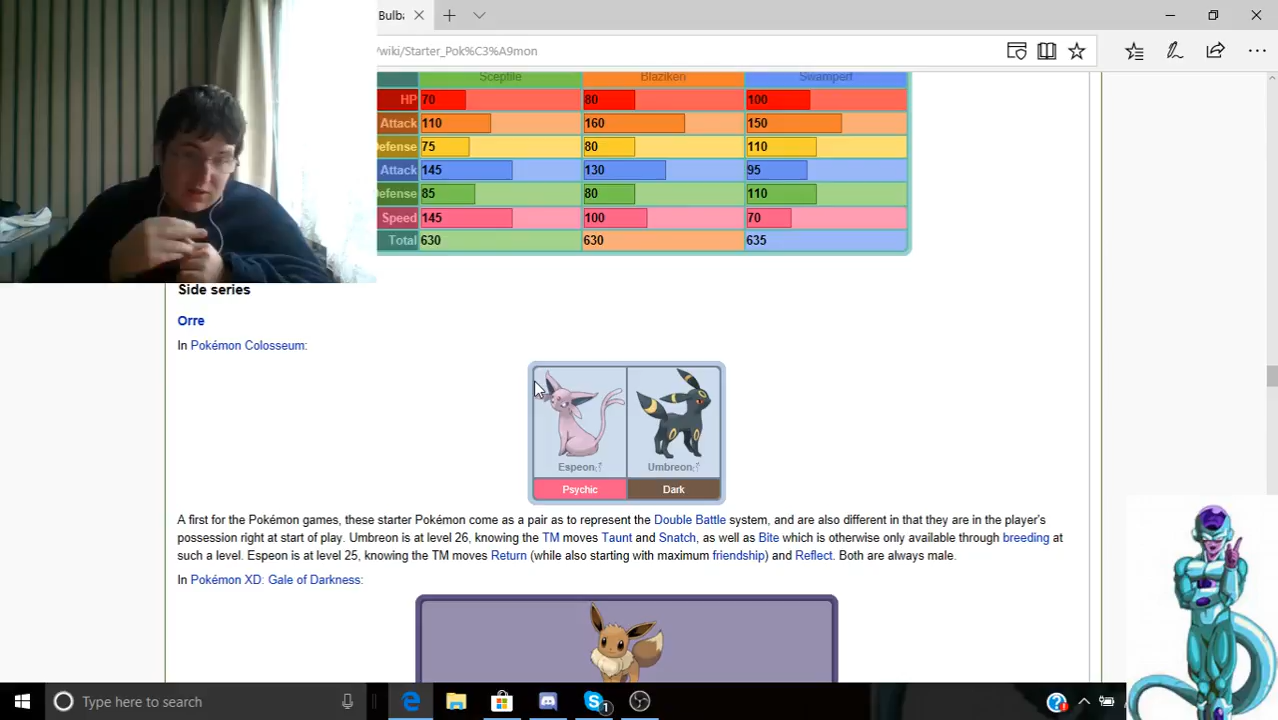 Bulb
/wiki/Starter_Pok%C3%A9mon
Sceptile Blaziken Swampert
HP 70 80 100
Attack 110 160 150
Defense 75 80 110
Attack 145 130 95
Defense 85 80 110
Speed 145 100 70
Total 630 630 635
Side series
Orre
In Pokémon Colosseum:
Espeon♂ Umbreon♂
Psychic Dark
A first for the Pokémon games, these starter Pokémon come as a pair as to represent the Double Battle system, and are also different in that they are in the player's
possession right at start of play. Umbreon is at level 26, knowing the TM moves Taunt and Snatch, as well as Bite which is otherwise only available through breeding at
such a level. Espeon is at level 25, knowing the TM moves Return (while also starting with maximum friendship) and Reflect. Both are always male.
In Pokémon XD: Gale of Darkness:
Type here to search
1